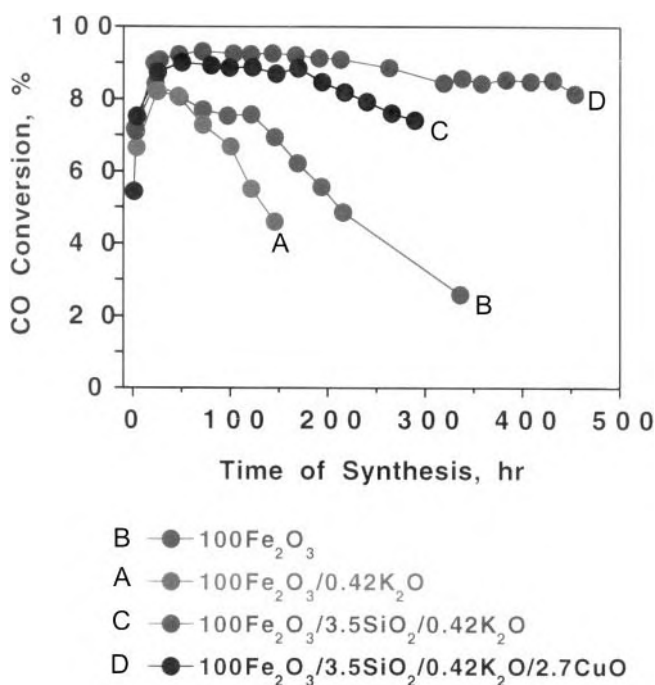 CO Conversion, %
100
80
60
40
20
0
D
C
A
B
0 100 200 300 400 500
Time of Synthesis, hr
B 100Fe₂O₃
A 100Fe₂O₃/0.42K₂O
C 100Fe₂O₃/3.5SiO₂/0.42K₂O
D 100Fe₂O₃/3.5SiO₂/0.42K₂O/2.7CuO